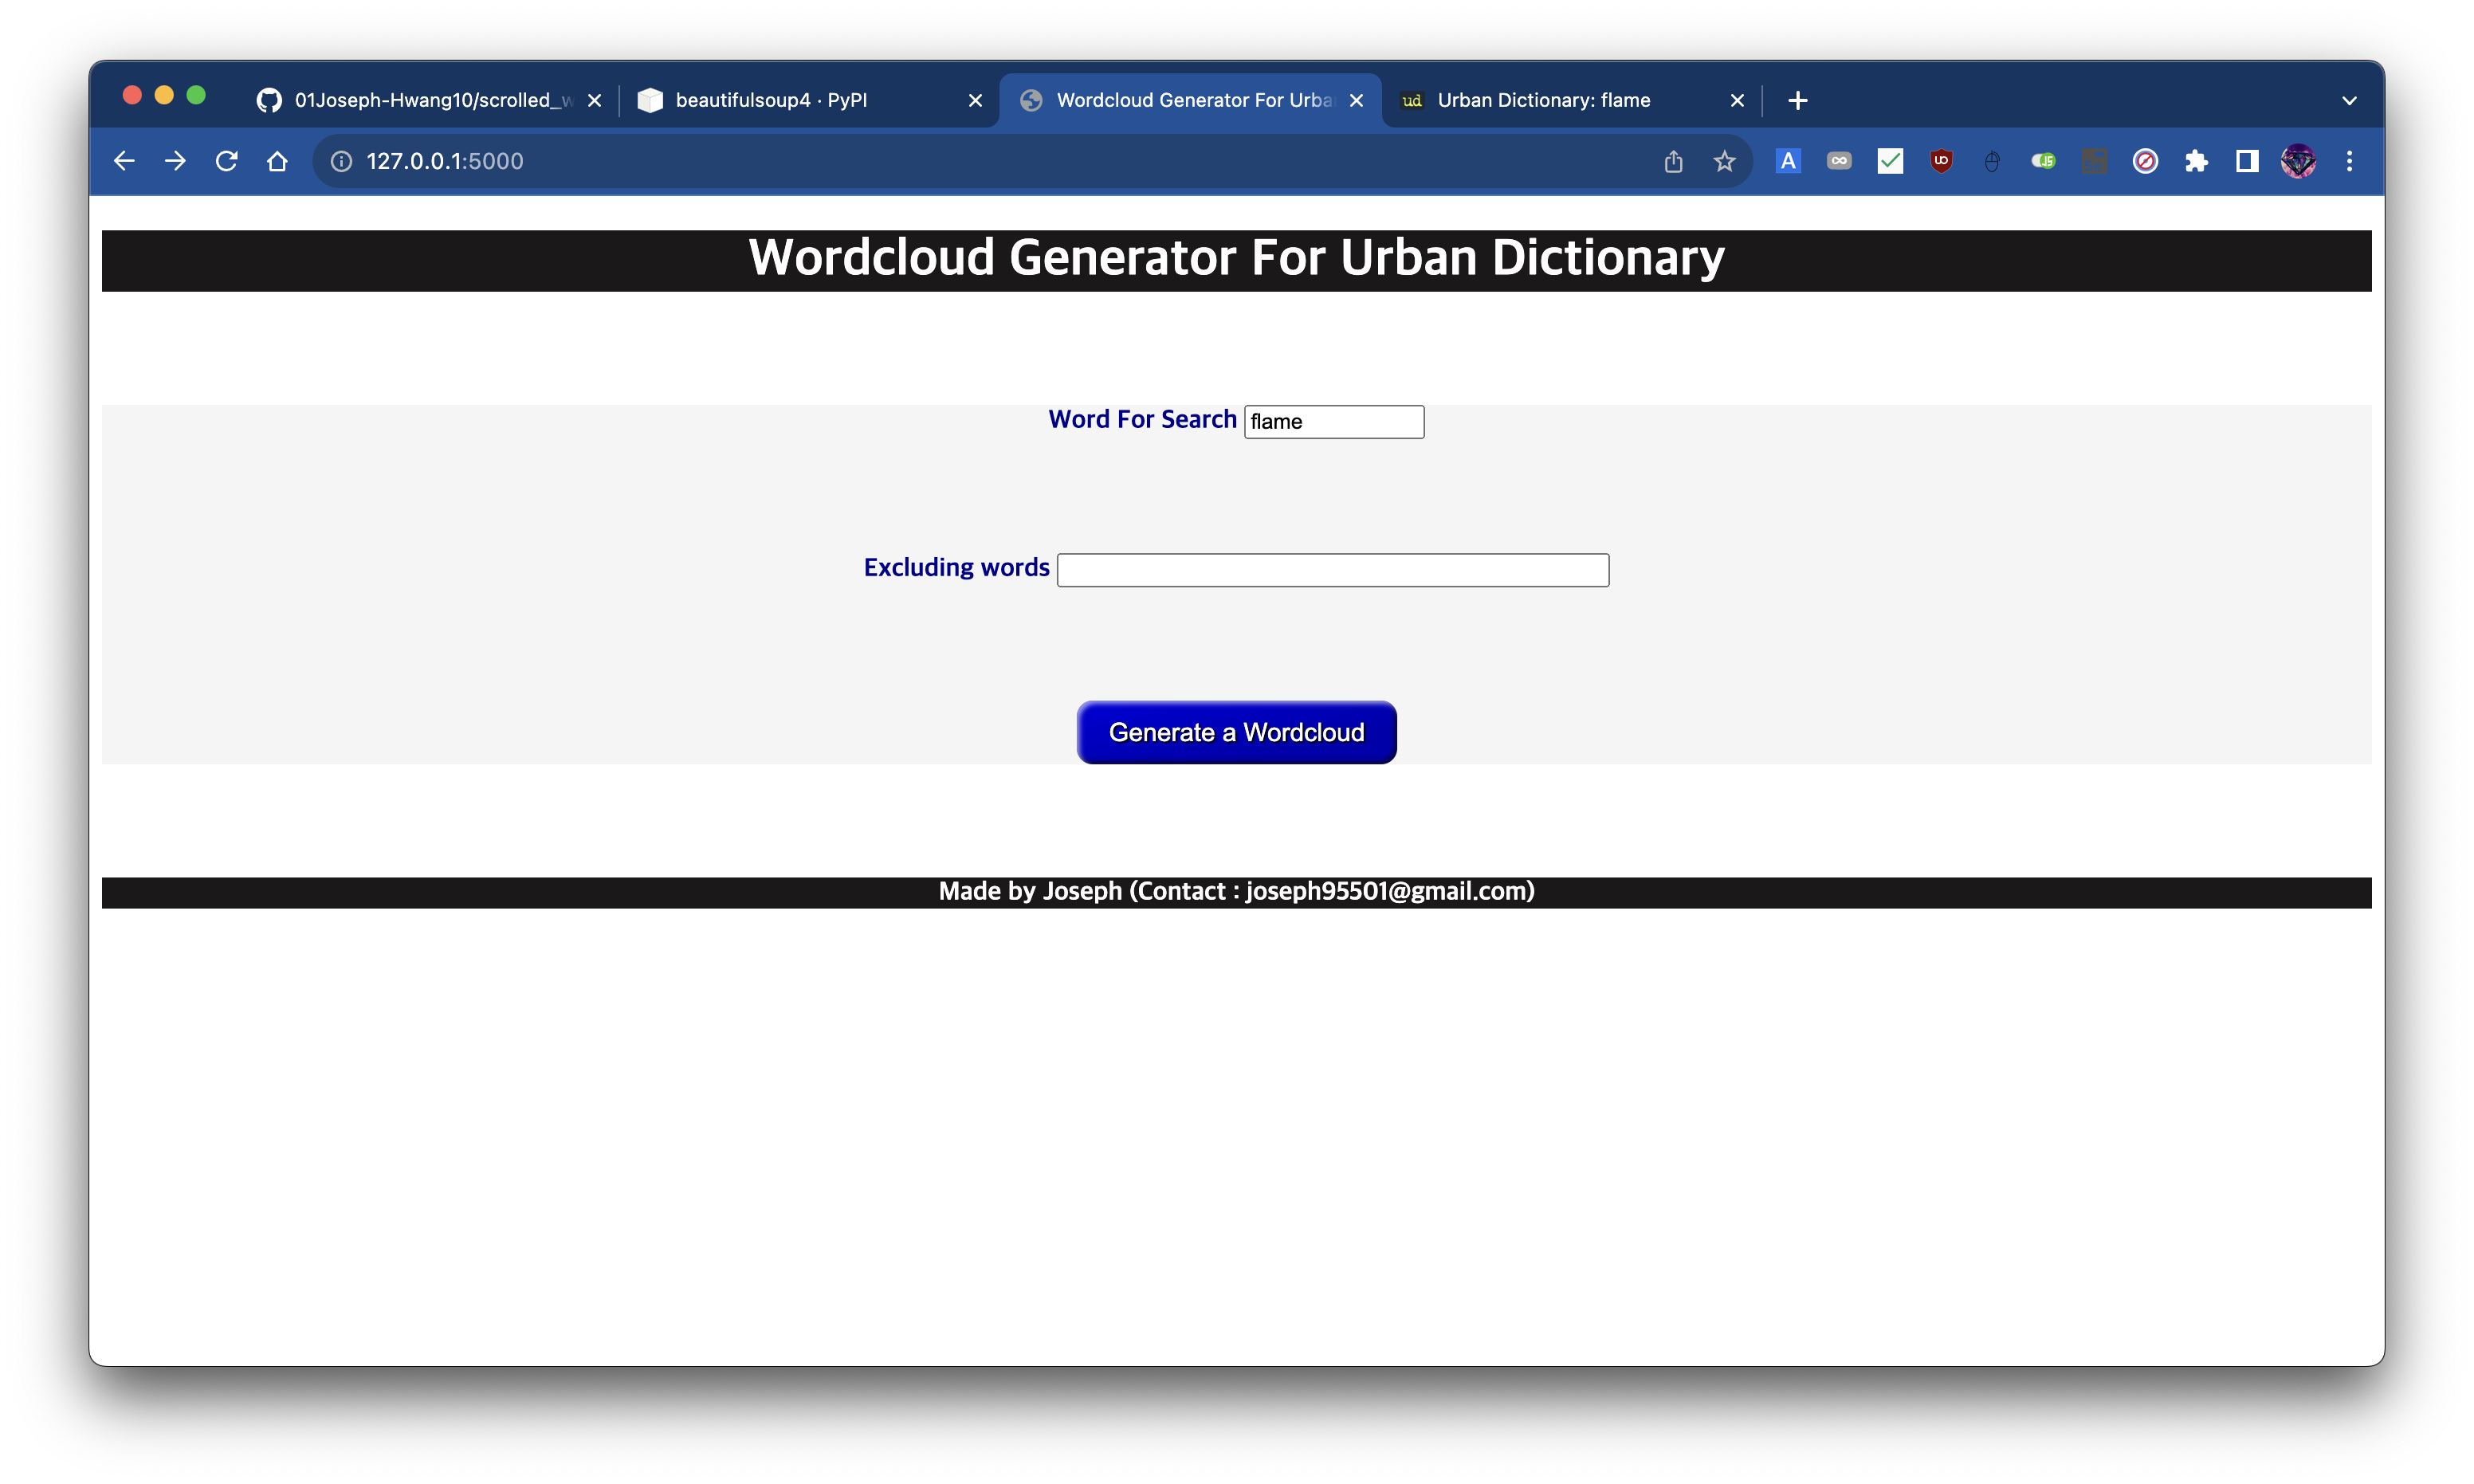 01Joseph-Hwang10/scrolled_w
beautifulsoup4 · PyPI
Wordcloud Generator For Urba
ud Urban Dictionary: flame
127.0.0.1:5000
Wordcloud Generator For Urban Dictionary
Word For Search flame
Excluding words
Generate a Wordcloud
Made by Joseph (Contact : joseph95501@gmail.com)